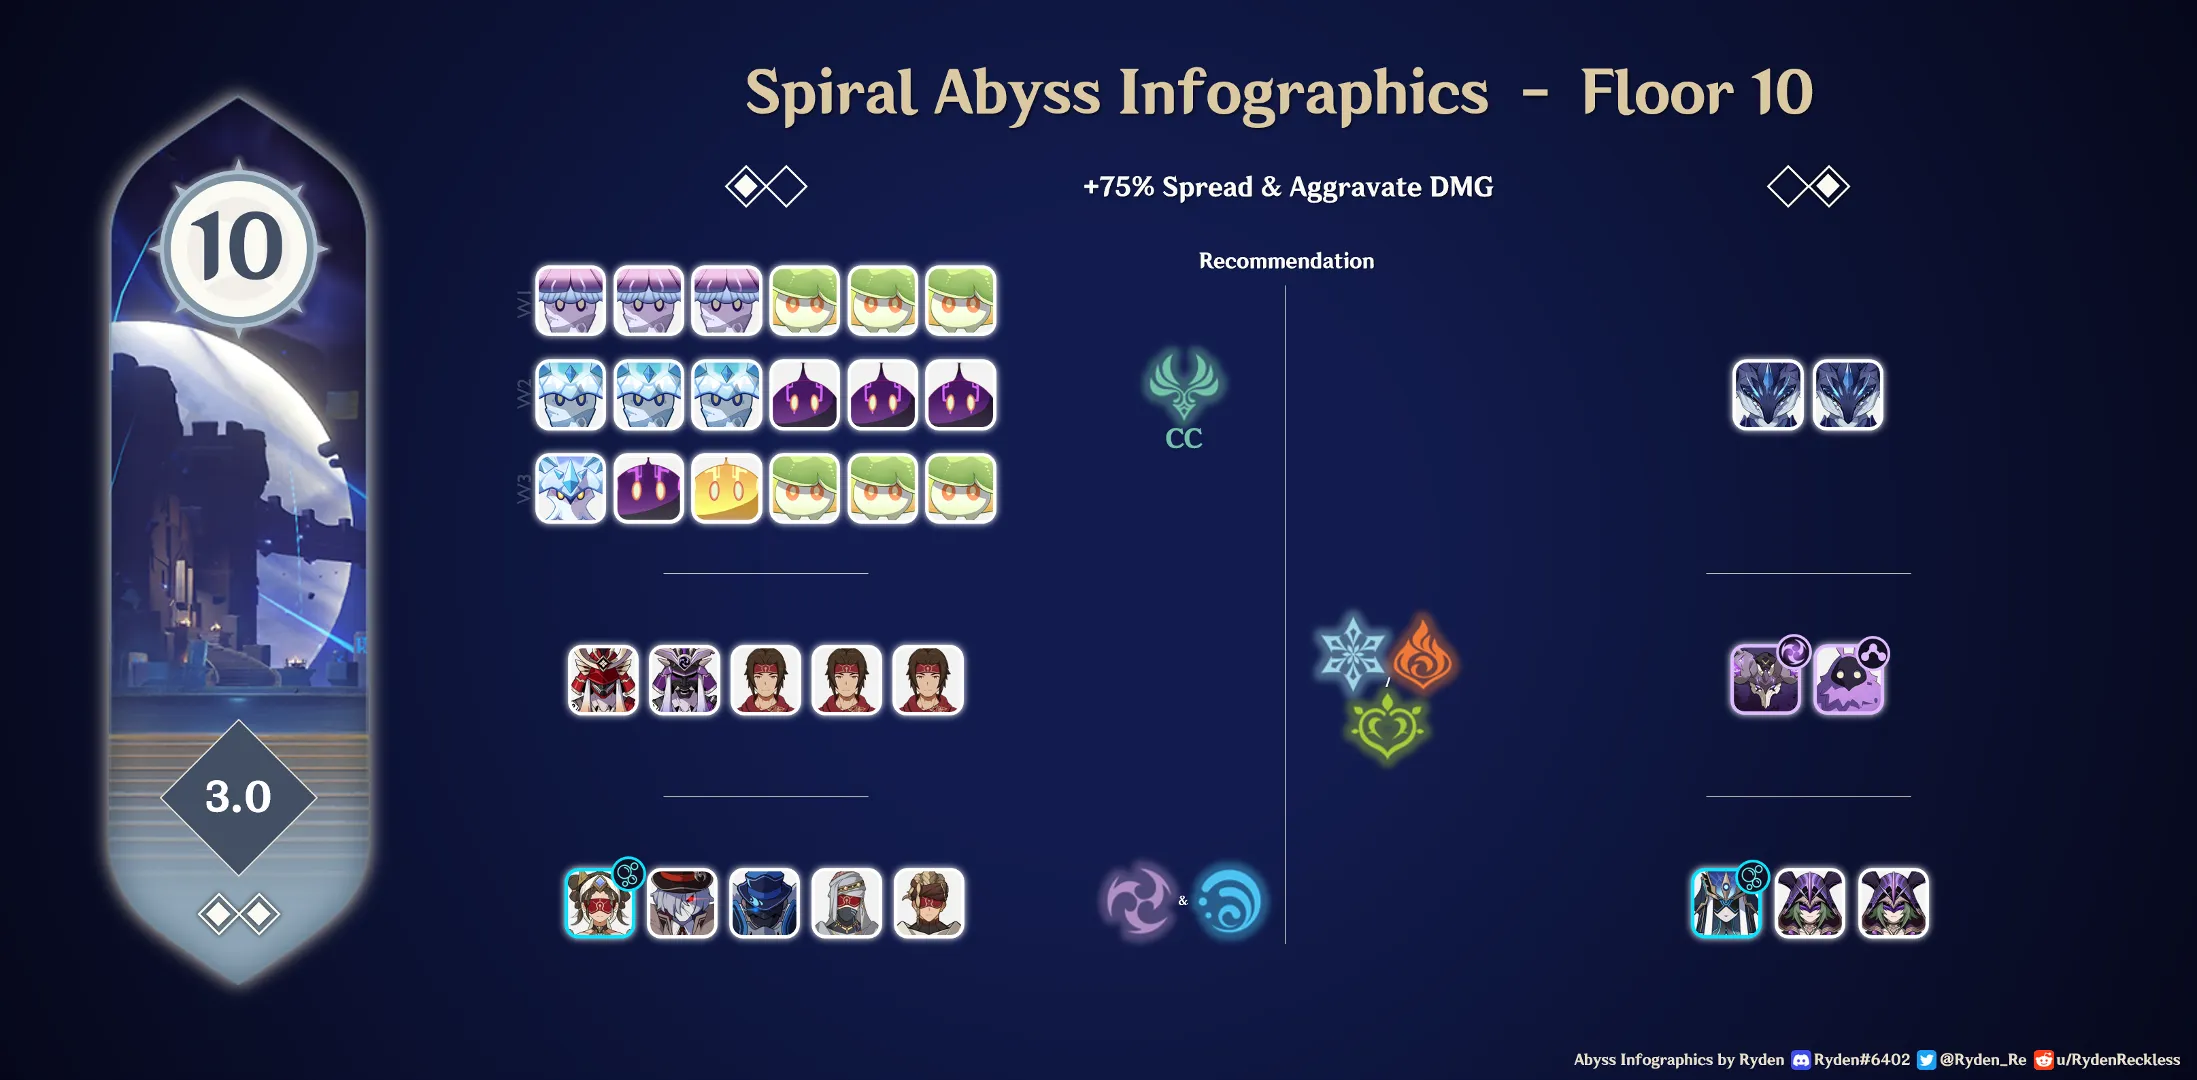 Spiral Abyss Infographics - Floor 10
10
+75% Spread & Aggravate DMG
Recommendation
W1
W2
CC
W3
/
3.0
&
Abyss Infographics by Ryden Ryden#6402 @Ryden_Re u/RydenReckless